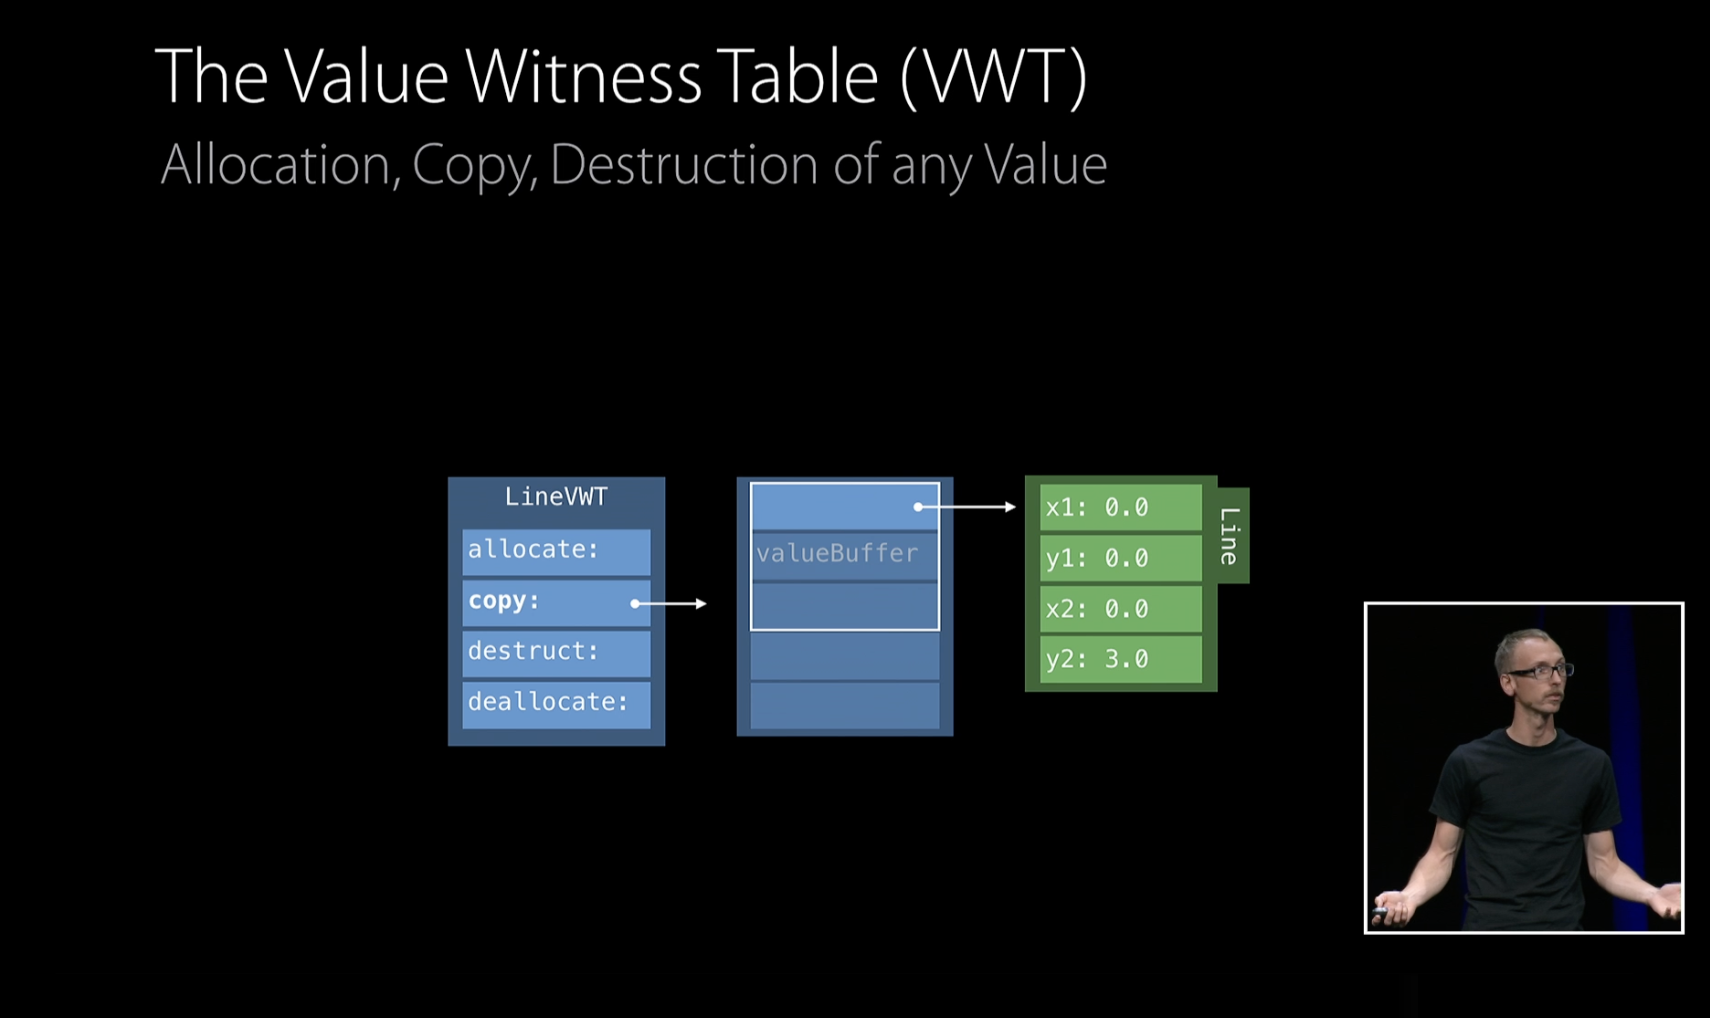 The Value Witness Table (VWT)
Allocation, Copy, Destruction of any Value
LineVWT
allocate:
copy:
destruct:
deallocate:
valueBuffer
x1: 0.0
y1: 0.0
x2: 0.0
y2: 3.0
Line